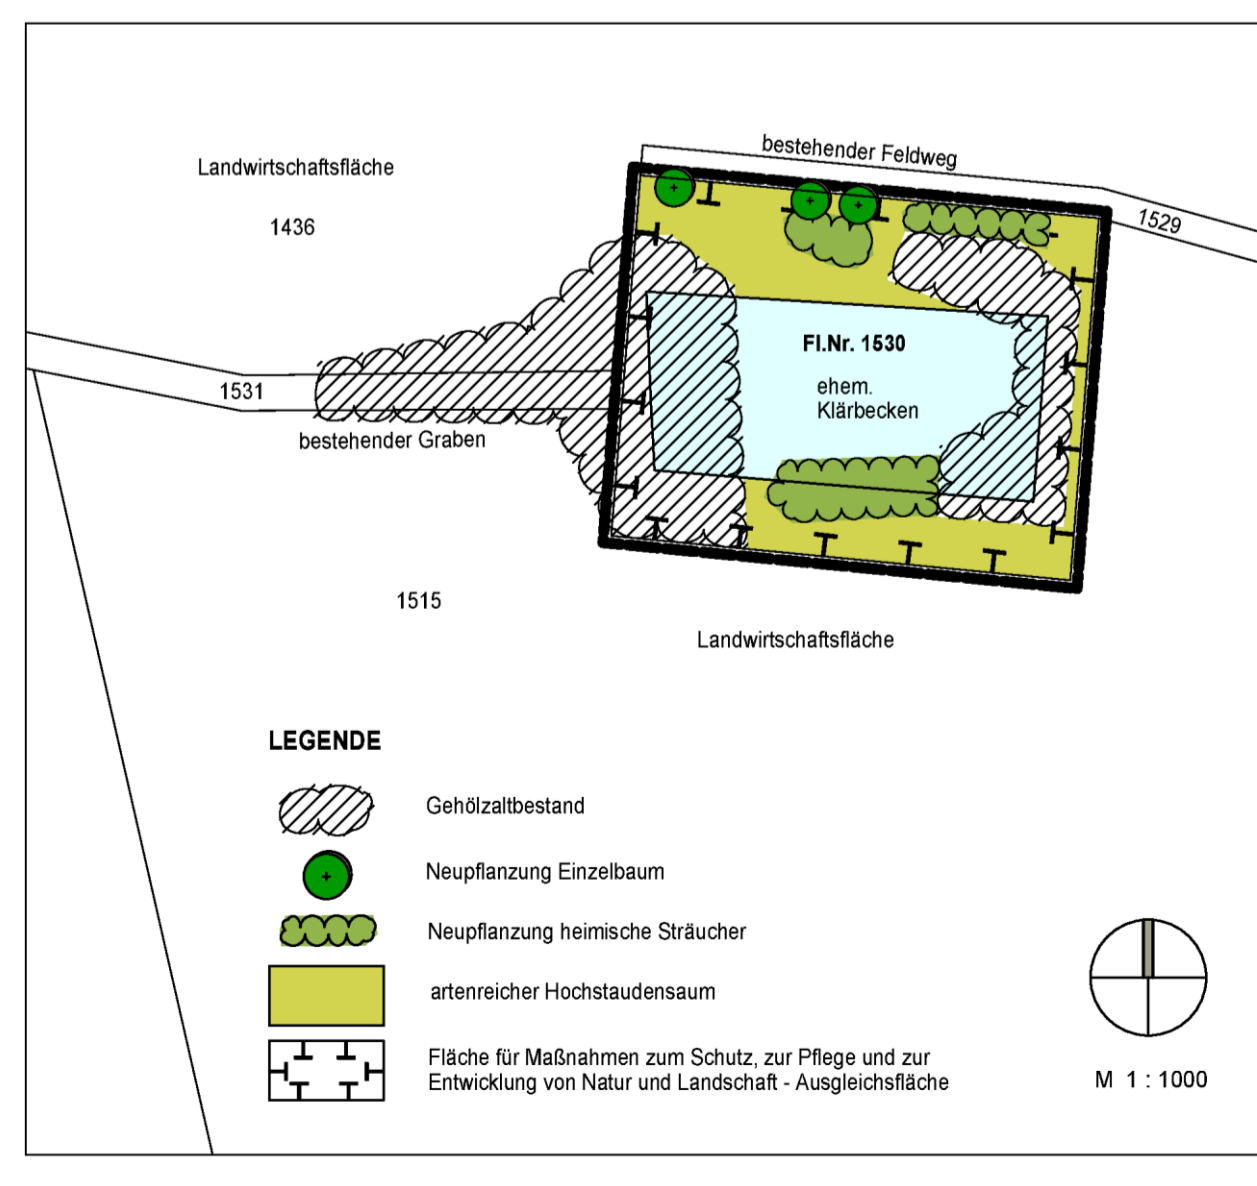 bestehender Feldweg
Landwirtschaftsfläche
1529
1436
Fl.Nr. 1530
ehem.
Klärbecken
1531
bestehender Graben
1515
Landwirtschaftsfläche
LEGENDE
Gehölzaltbestand
Neupflanzung Einzelbaum
Neupflanzung heimische Sträucher
artenreicher Hochstaudensaum
Fläche für Maßnahmen zum Schutz, zur Pflege und zur
Entwicklung von Natur und Landschaft - Ausgleichsfläche
M 1 : 1000